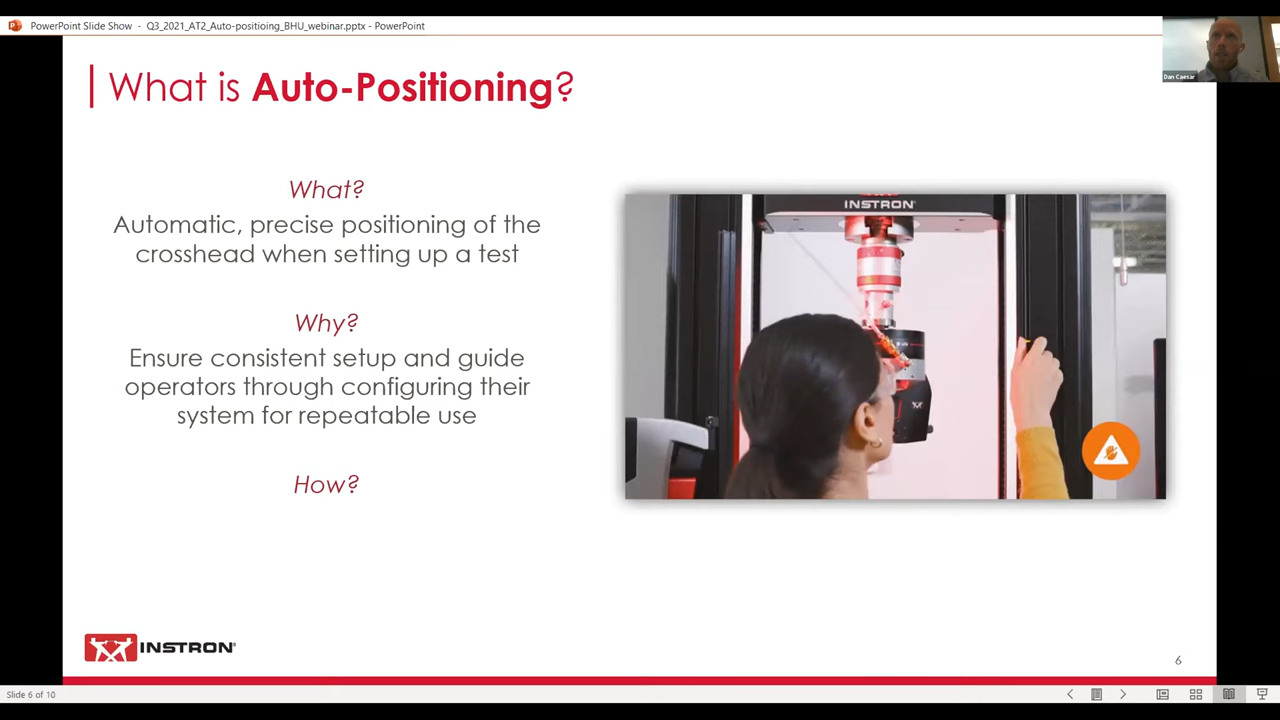 PowerPoint Slide Show - Q3_2021_AT2_Auto-positioing_BHU_webinar.pptx - PowerPoint
Dan Caesar
What is Auto-Positioning?
What?
Automatic, precise positioning of the
crosshead when setting up a test
Why?
Ensure consistent setup and guide
operators through configuring their
system for repeatable use
How?
INSTRON
INSTRON
6
Slide 6 of 10